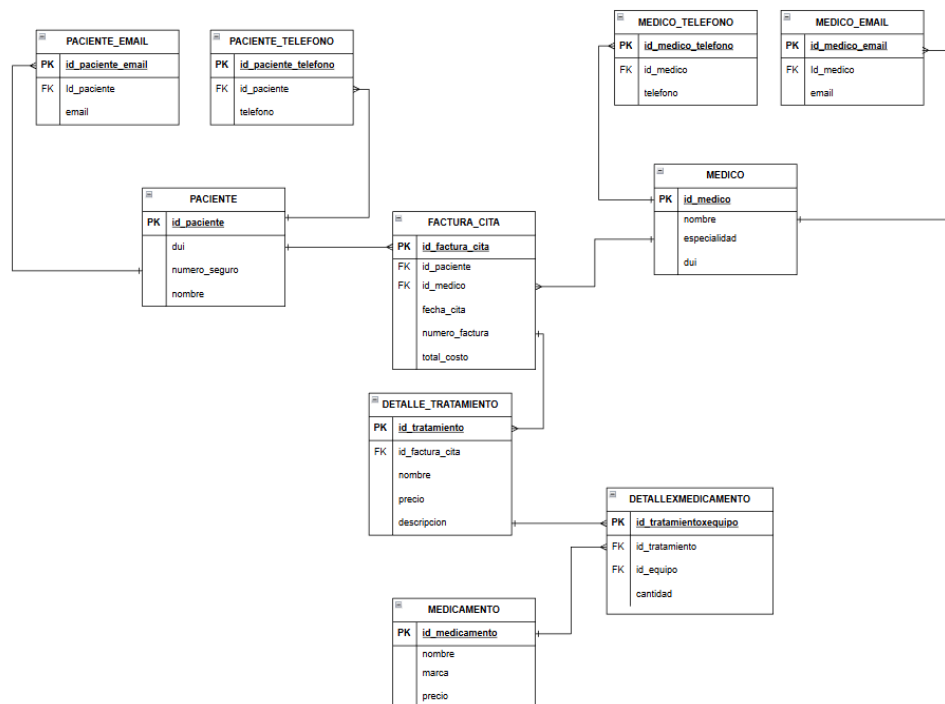 PACIENTE_EMAIL
PK id_paciente_email
FK Id_paciente
email
PACIENTE_TELEFONO
PK id_paciente_telefono
FK id_paciente
telefono
MEDICO_TELEFONO
PK id_medico_telefono
FK id_medico
telefono
MEDICO_EMAIL
PK id_medico_email
FK Id_medico
email
PACIENTE
PK id_paciente
dui
numero_seguro
nombre
FACTURA_CITA
PK id_factura_cita
FK id_paciente
FK id_medico
fecha_cita
numero_factura
total_costo
MEDICO
PK id_medico
nombre
especialidad
dui
DETALLE_TRATAMIENTO
PK id_tratamiento
FK id_factura_cita
nombre
precio
descripcion
DETALLEXMEDICAMENTO
PK id_tratamientoxequipo
FK id_tratamiento
FK id_equipo
cantidad
MEDICAMENTO
PK id_medicamento
nombre
marca
precio